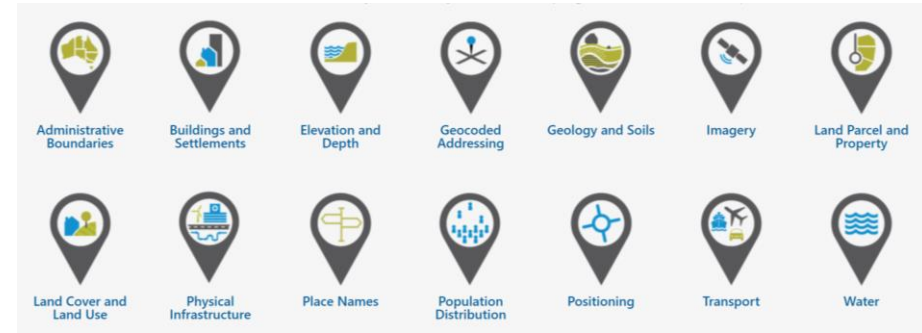 Administrative
Boundaries
Buildings and
Settlements
Elevation and
Depth
Geocoded
Addressing
Geology and Soils
Imagery
Land Parcel and
Property
Land Cover and
Land Use
Physical
Infrastructure
Place Names
Population
Distribution
Positioning
Transport
Water